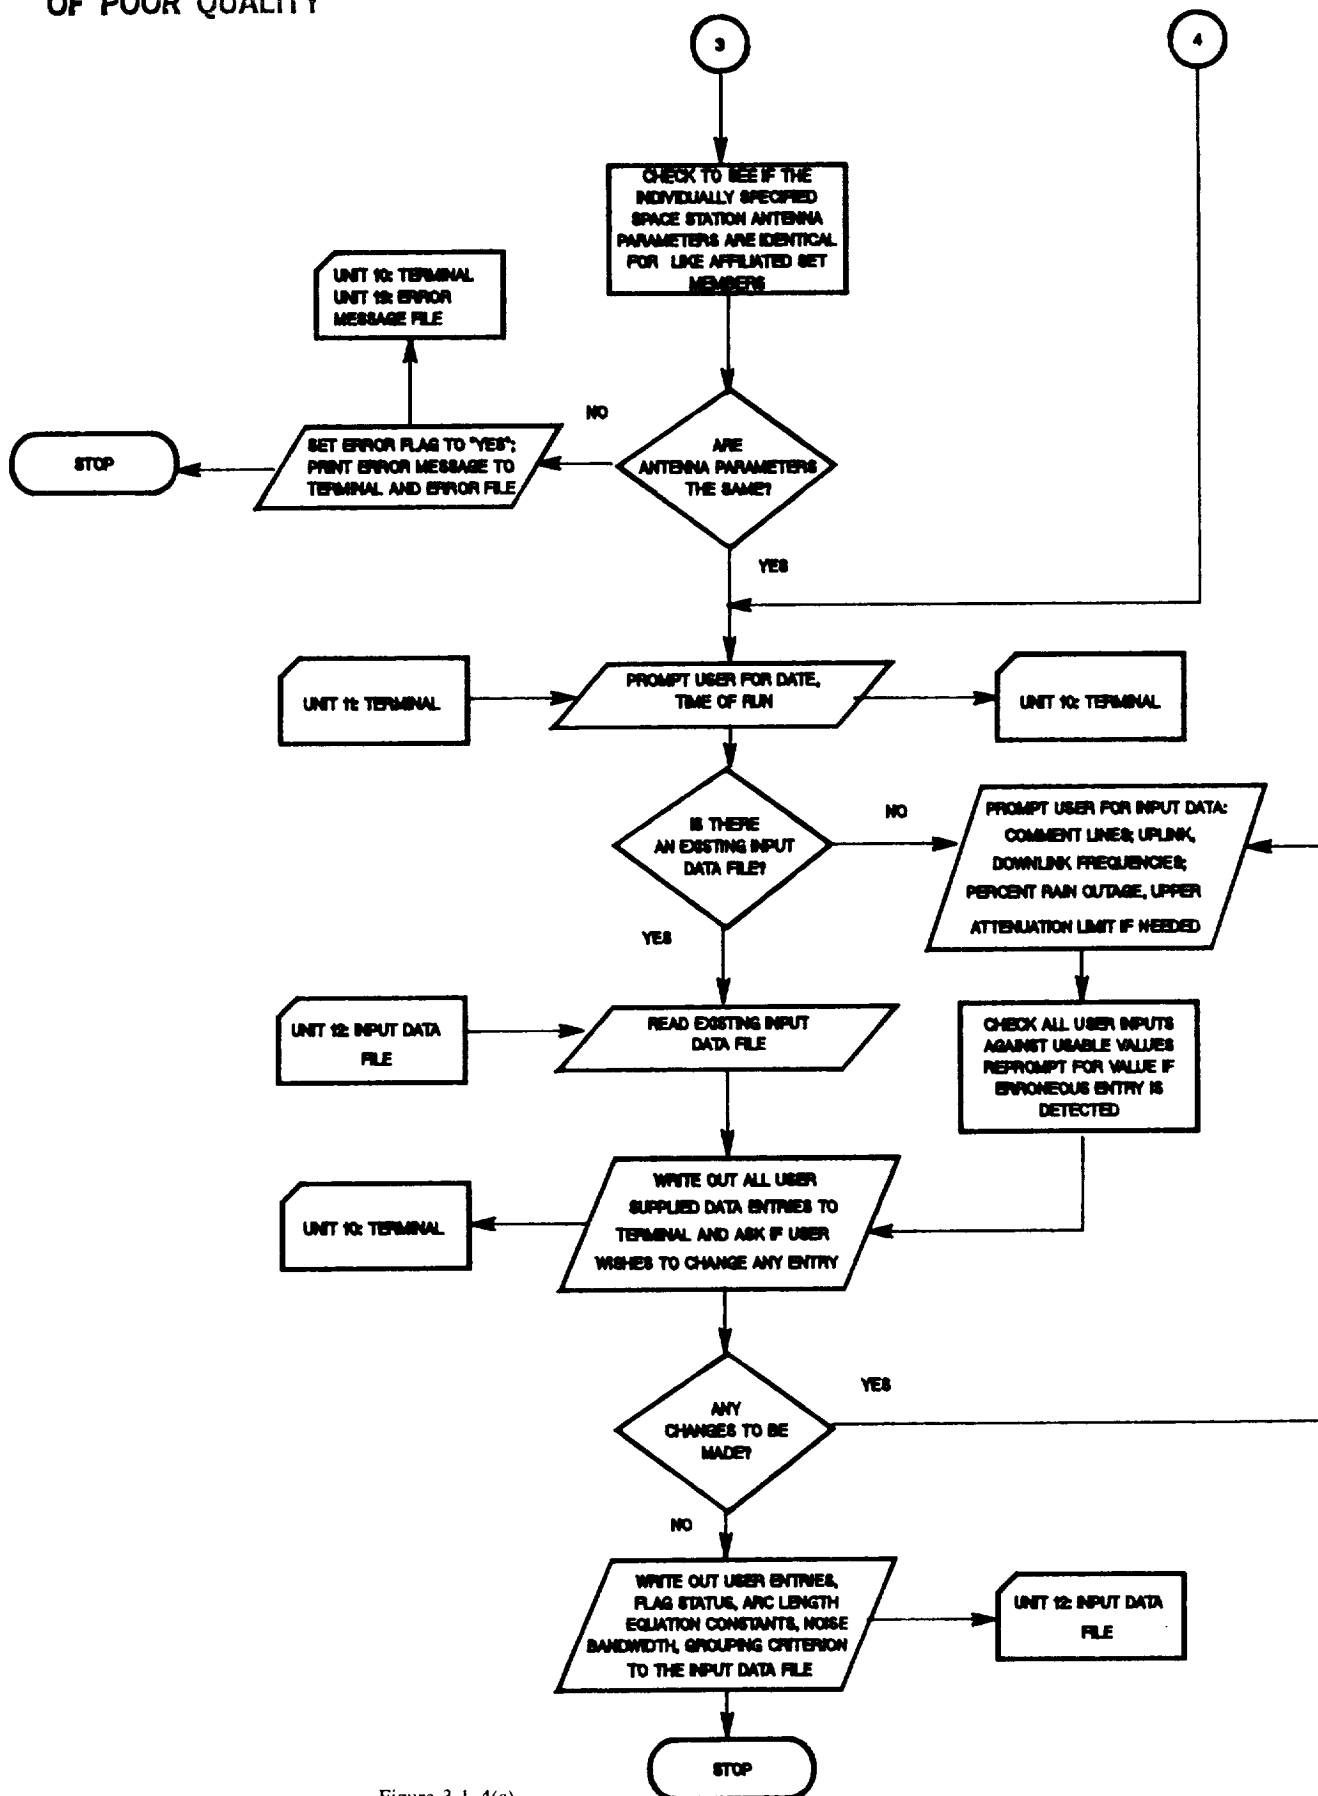 OF POOR QUALITY
3
4
CHECK TO SEE IF THE
INDIVIDUALLY SPECIFIED
SPACE STATION ANTENNA
PARAMETERS ARE IDENTICAL
FOR LIKE AFFILIATED SET
MEMBERS
UNIT 10: TERMINAL
UNIT 19: ERROR
MESSAGE FILE
NO
STOP
SET ERROR FLAG TO "YES";
PRINT ERROR MESSAGE TO
TERMINAL AND ERROR FILE
ARE
ANTENNA PARAMETERS
THE SAME?
YES
UNIT 11: TERMINAL
PROMPT USER FOR DATE,
TIME OF RUN
UNIT 10: TERMINAL
IS THERE
AN EXISTING INPUT
DATA FILE?
NO
PROMPT USER FOR INPUT DATA:
COMMENT LINES; UPLINK,
DOWNLINK FREQUENCIES;
PERCENT RAIN OUTAGE, UPPER
ATTENUATION LIMIT IF NEEDED
YES
UNIT 12: INPUT DATA
FILE
READ EXISTING INPUT
DATA FILE
CHECK ALL USER INPUTS
AGAINST USABLE VALUES
REPROMPT FOR VALUE IF
ERRONEOUS ENTRY IS
DETECTED
UNIT 10: TERMINAL
WRITE OUT ALL USER
SUPPLIED DATA ENTRIES TO
TERMINAL AND ASK IF USER
WISHES TO CHANGE ANY ENTRY
YES
ANY
CHANGES TO BE
MADE?
NO
WRITE OUT USER ENTRIES,
FLAG STATUS, ARC LENGTH
EQUATION CONSTANTS, NOISE
BANDWIDTH, GROUPING CRITERION
TO THE INPUT DATA FILE
UNIT 12: INPUT DATA
FILE
STOP